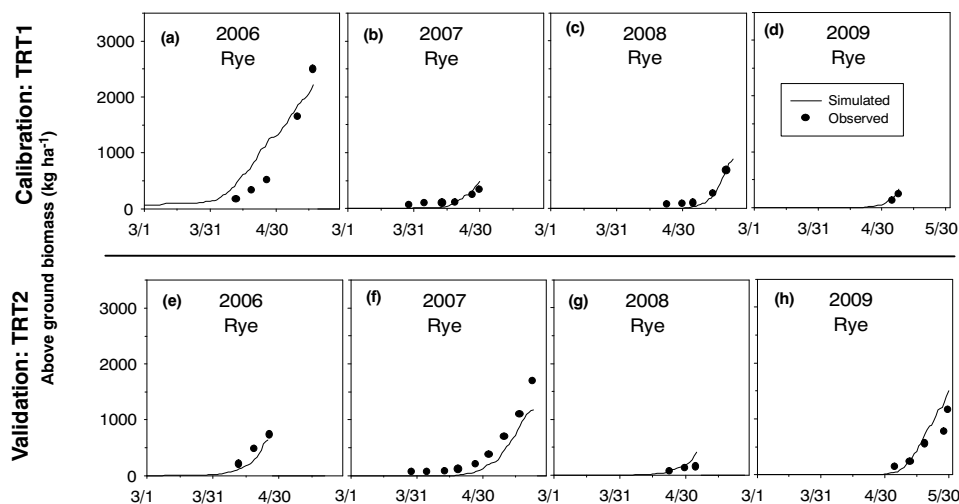 Calibration: TRT1
Validation: TRT2
Above ground biomass (kg ha⁻¹)
(a) 2006
Rye
(b) 2007
Rye
(c) 2008
Rye
(d) 2009
Rye
Simulated
Observed
3000
2000
1000
0
3/1 3/31 4/30 3/1 3/31 4/30 3/1 3/31 4/30 3/1 3/31 4/30 5/30
(e) 2006
Rye
(f) 2007
Rye
(g) 2008
Rye
(h) 2009
Rye
3000
2000
1000
0
3/1 3/31 4/30 3/1 3/31 4/30 3/1 3/31 4/30 3/1 3/31 4/30 5/30